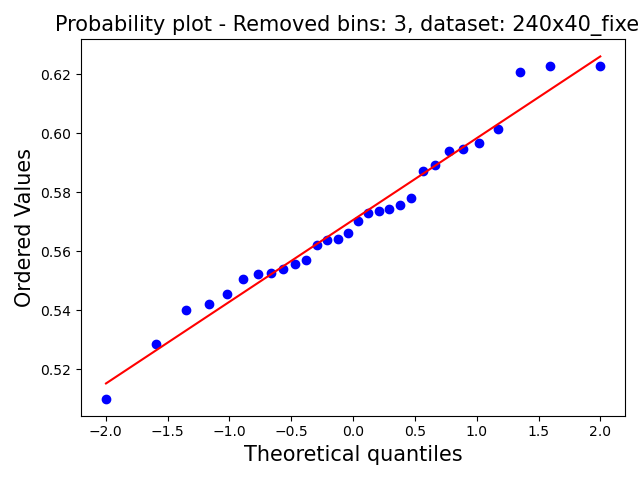 Probability plot - Removed bins: 3, dataset: 240x40_fixe
0.62
0.60
0.58
0.56
0.54
0.52
Ordered Values
−2.0 −1.5 −1.0 −0.5 0.0 0.5 1.0 1.5 2.0
Theoretical quantiles